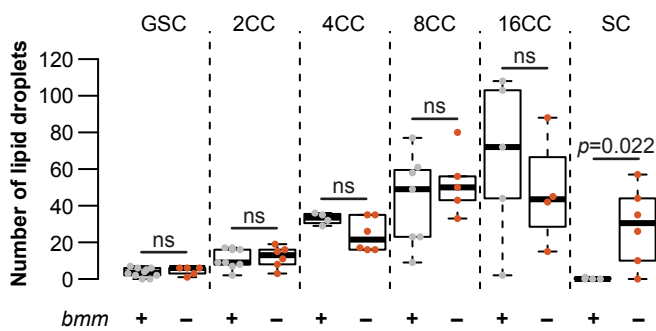 GSC 2CC 4CC 8CC 16CC SC
Number of lipid droplets
120
100
80
60
40
20
0
ns ns ns ns ns p=0.022
bmm + − + − + − + − + − + −